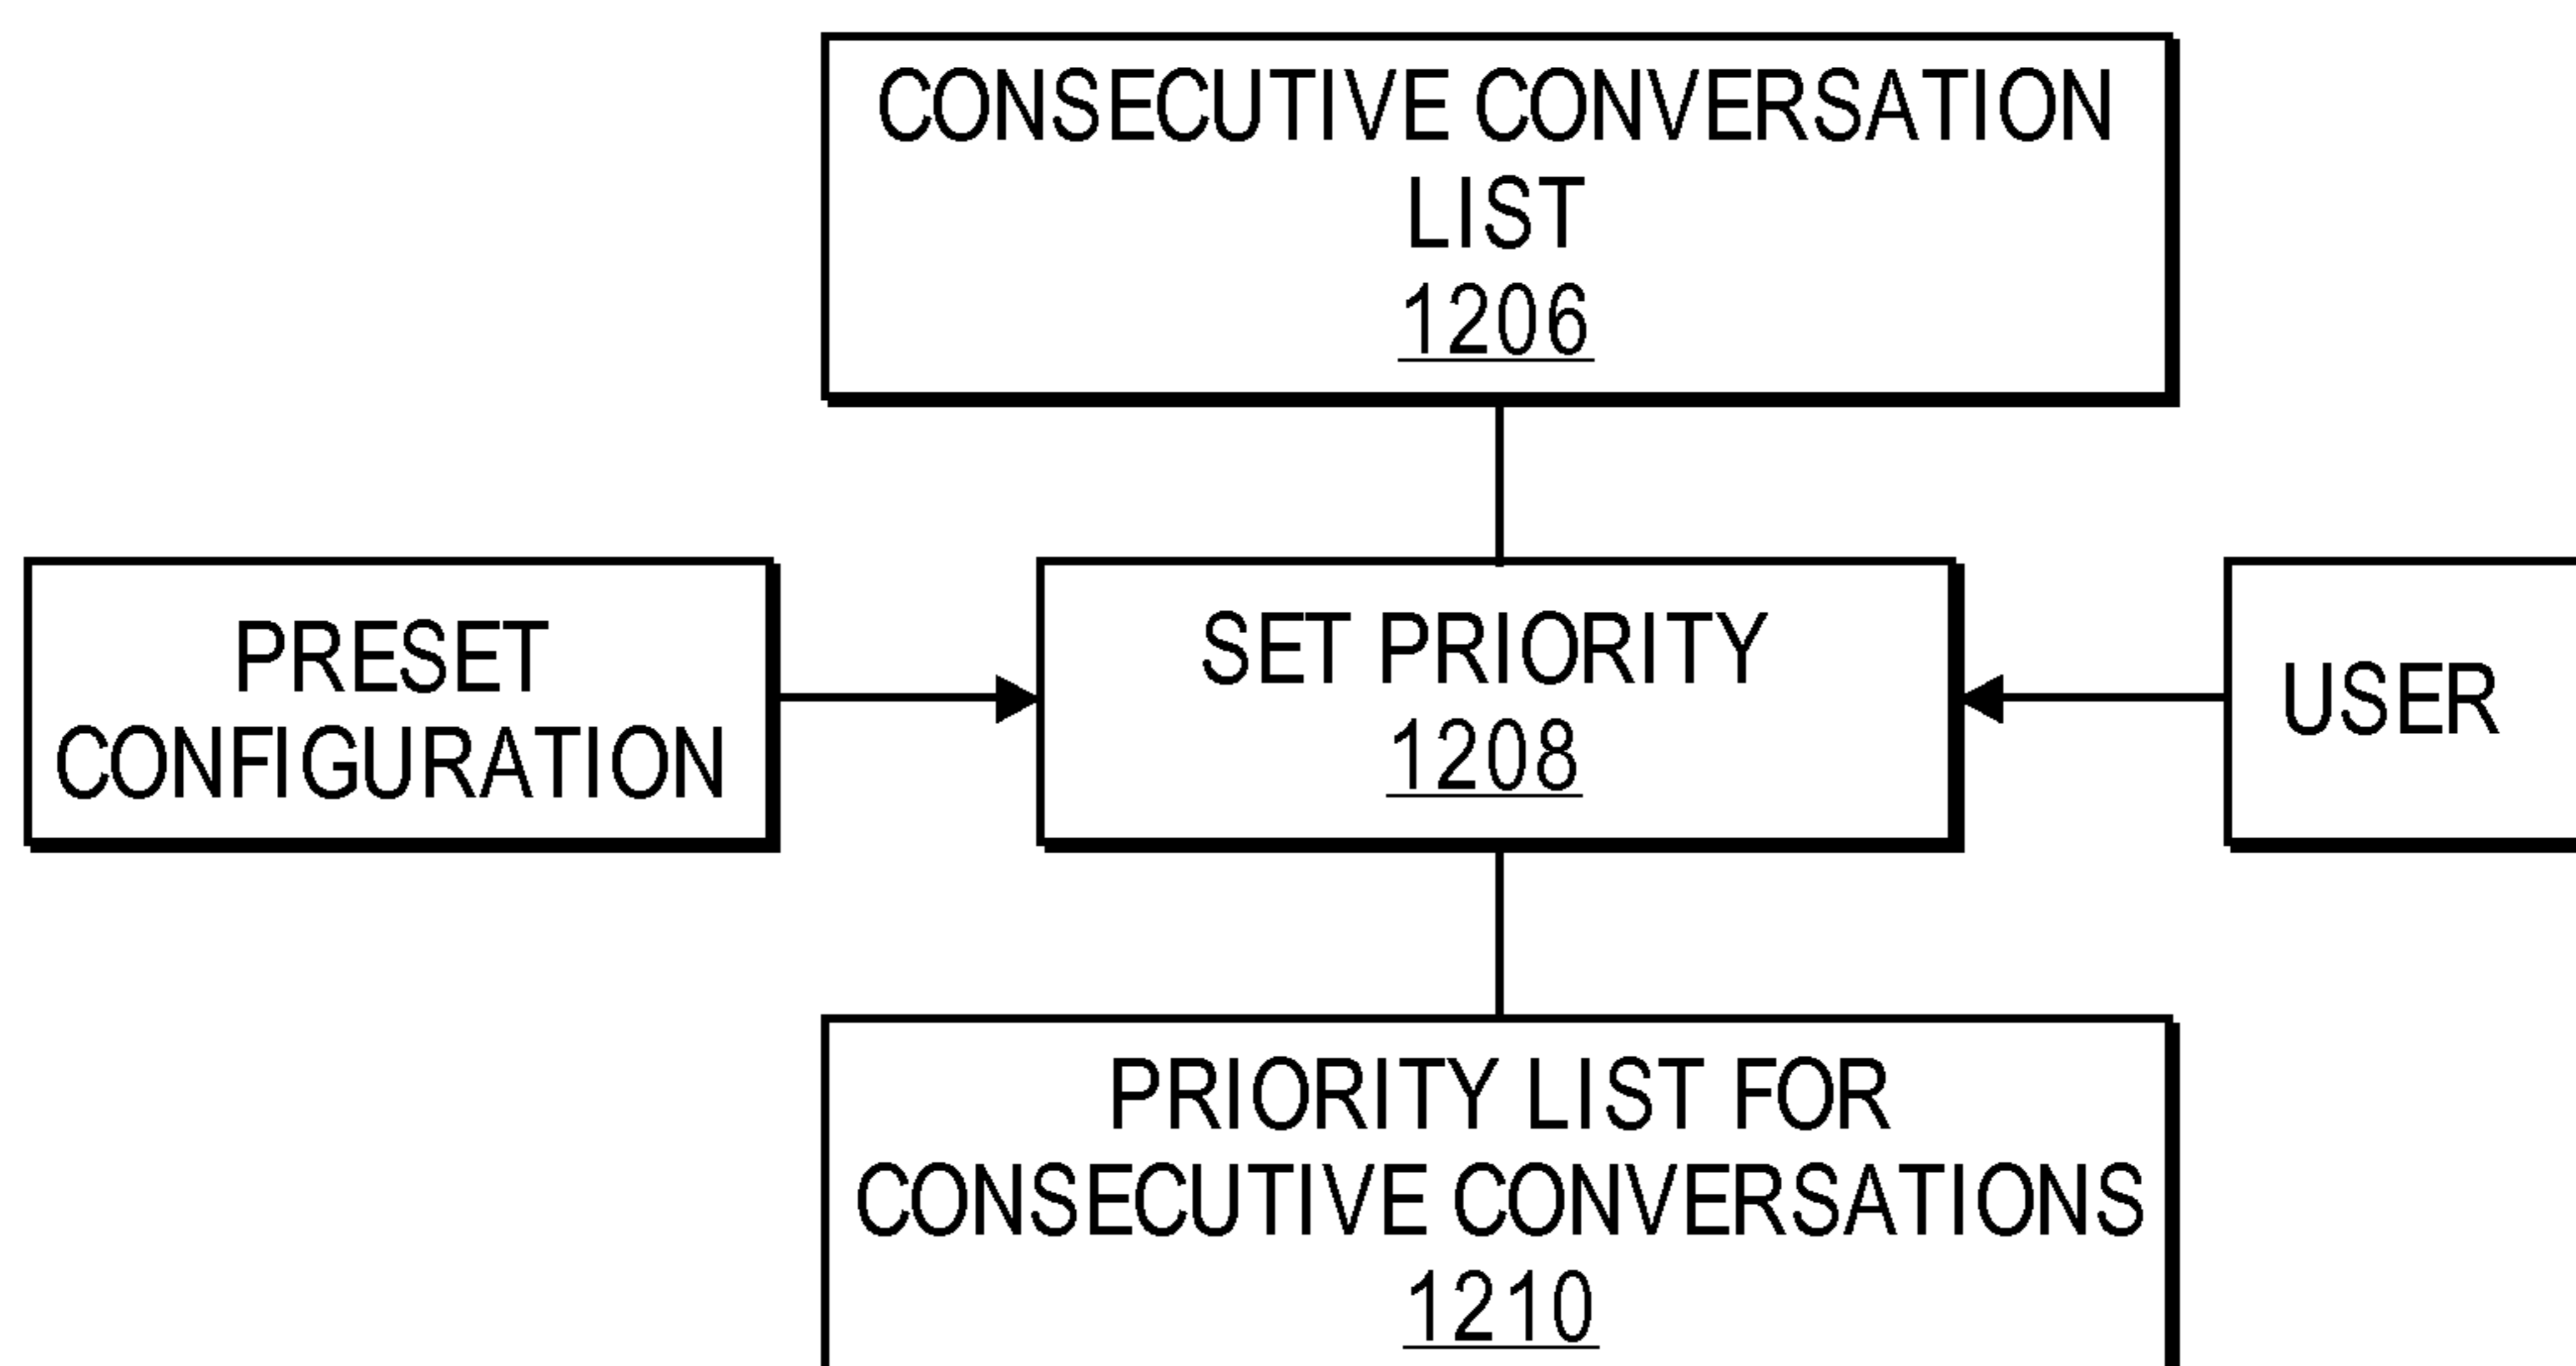 CONSECUTIVE CONVERSATION
LIST
1206
PRESET
CONFIGURATION
SET PRIORITY
1208
USER
PRIORITY LIST FOR
CONSECUTIVE CONVERSATIONS
1210